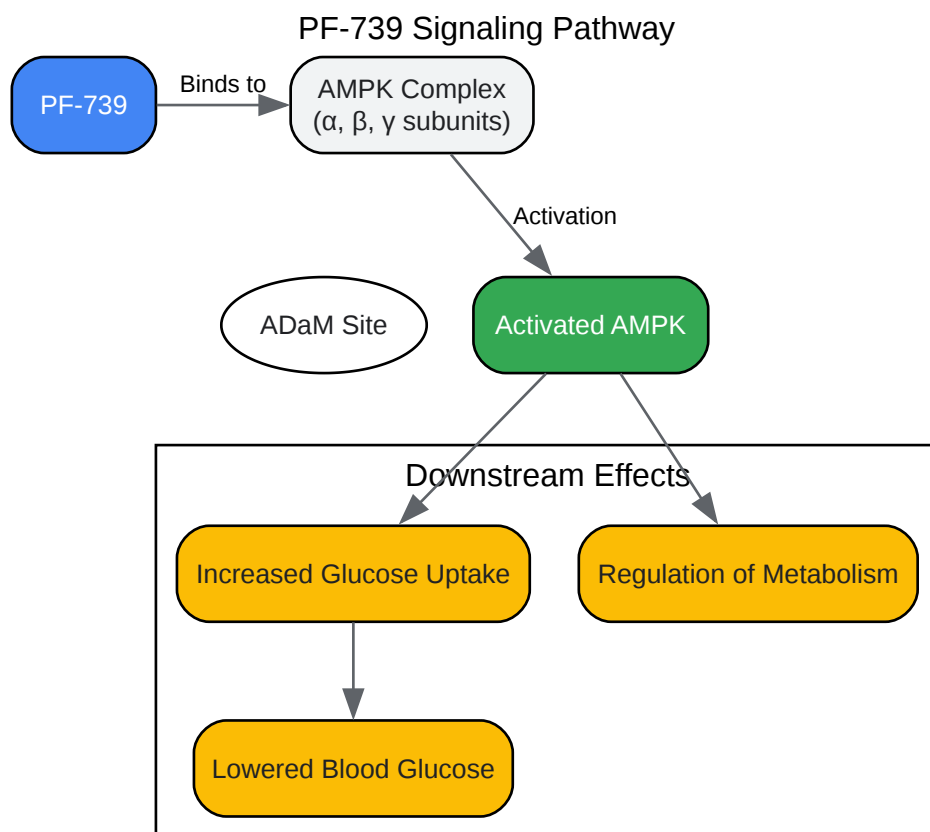 PF-739 Signaling Pathway
PF-739
Binds to
AMPK Complex
(α, β, γ subunits)
Activation
ADaM Site
Activated AMPK
Downstream Effects
Increased Glucose Uptake
Regulation of Metabolism
Lowered Blood Glucose